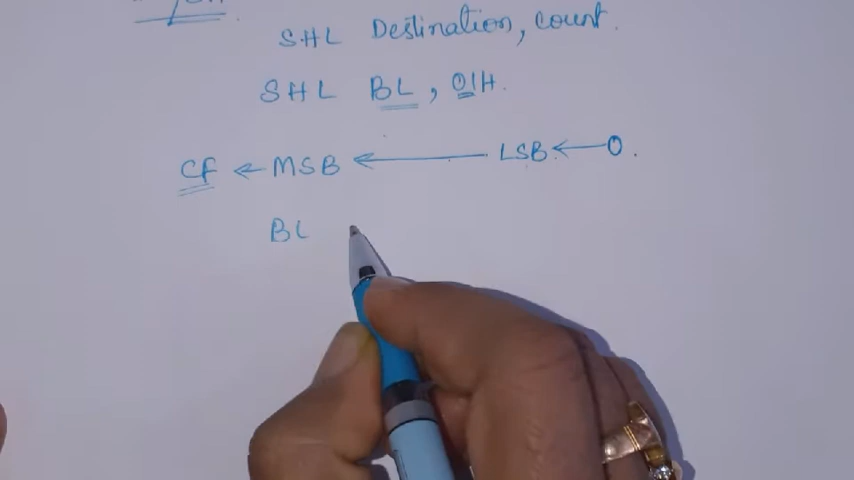 SHL Destination, Count.
SHL BL, 01H.
CF ← MSB ← LSB ← 0.
BL